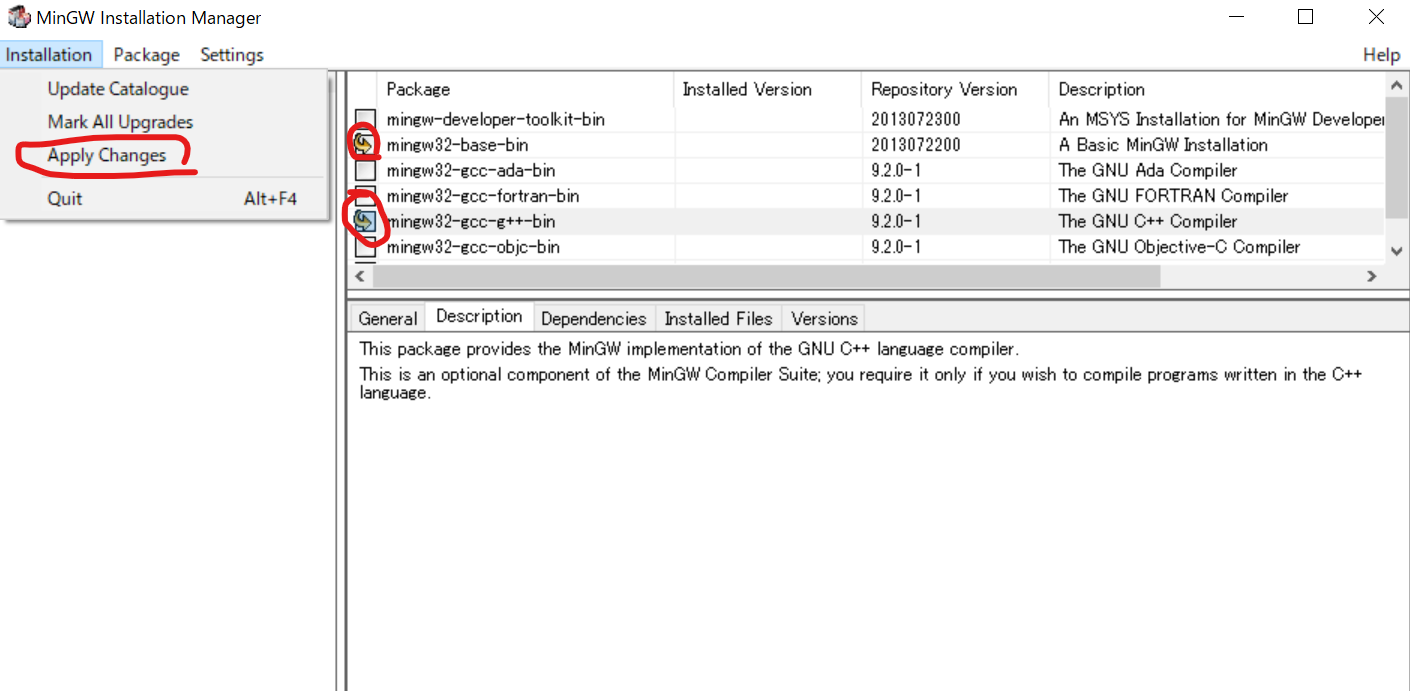 MinGW Installation Manager
Installation Package Settings Help
Update Catalogue
Mark All Upgrades
Apply Changes
Quit Alt+F4
Package Installed Version Repository Version Description
mingw-developer-toolkit-bin 2013072300 An MSYS Installation for MinGW Developer
mingw32-base-bin 2013072200 A Basic MinGW Installation
mingw32-gcc-ada-bin 9.2.0-1 The GNU Ada Compiler
mingw32-gcc-fortran-bin 9.2.0-1 The GNU FORTRAN Compiler
mingw32-gcc-g++-bin 9.2.0-1 The GNU C++ Compiler
mingw32-gcc-objc-bin 9.2.0-1 The GNU Objective-C Compiler
General Description Dependencies Installed Files Versions
This package provides the MinGW implementation of the GNU C++ language compiler.
This is an optional component of the MinGW Compiler Suite; you require it only if you wish to compile programs written in the C++
language.